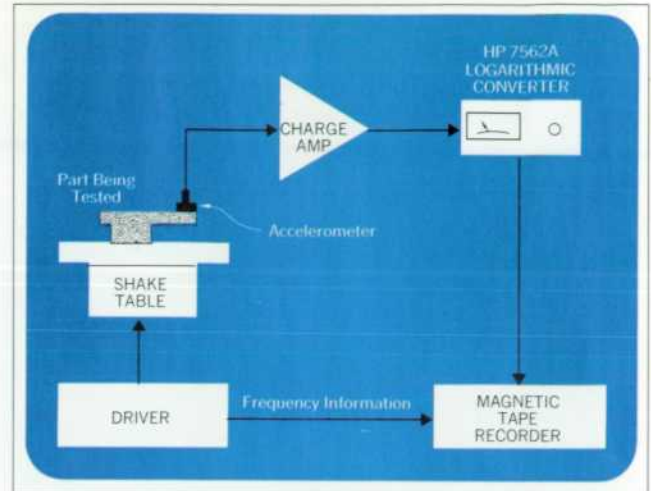 HP 7562A
LOGARITHMIC
CONVERTER
CHARGE
AMP
Part Being
Tested
Accelerometer
SHAKE
TABLE
DRIVER
Frequency Information
MAGNETIC
TAPE
RECORDER